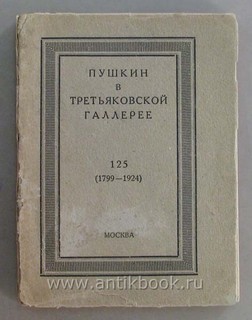 ПУШКИН
В
ТРЕТЬЯКОВСКОЙ
ГАЛЛЕРЕЕ
125
(1799—1924)
МОСКВА
www.antikbook.ru